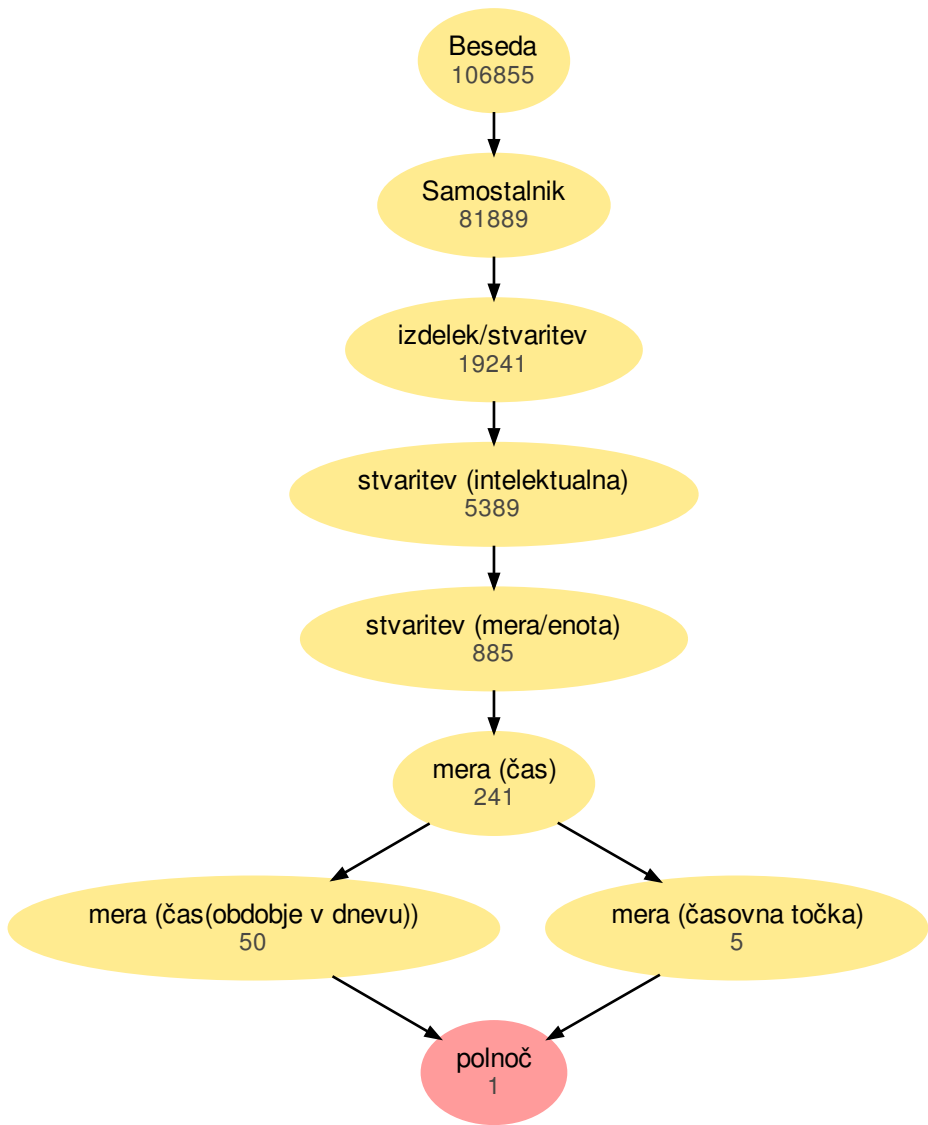 Beseda
106855
Samostalnik
81889
izdelek/stvaritev
19241
stvaritev (intelektualna)
5389
stvaritev (mera/enota)
885
mera (čas)
241
mera (čas(obdobje v dnevu))
50
mera (časovna točka)
5
polnoč
1